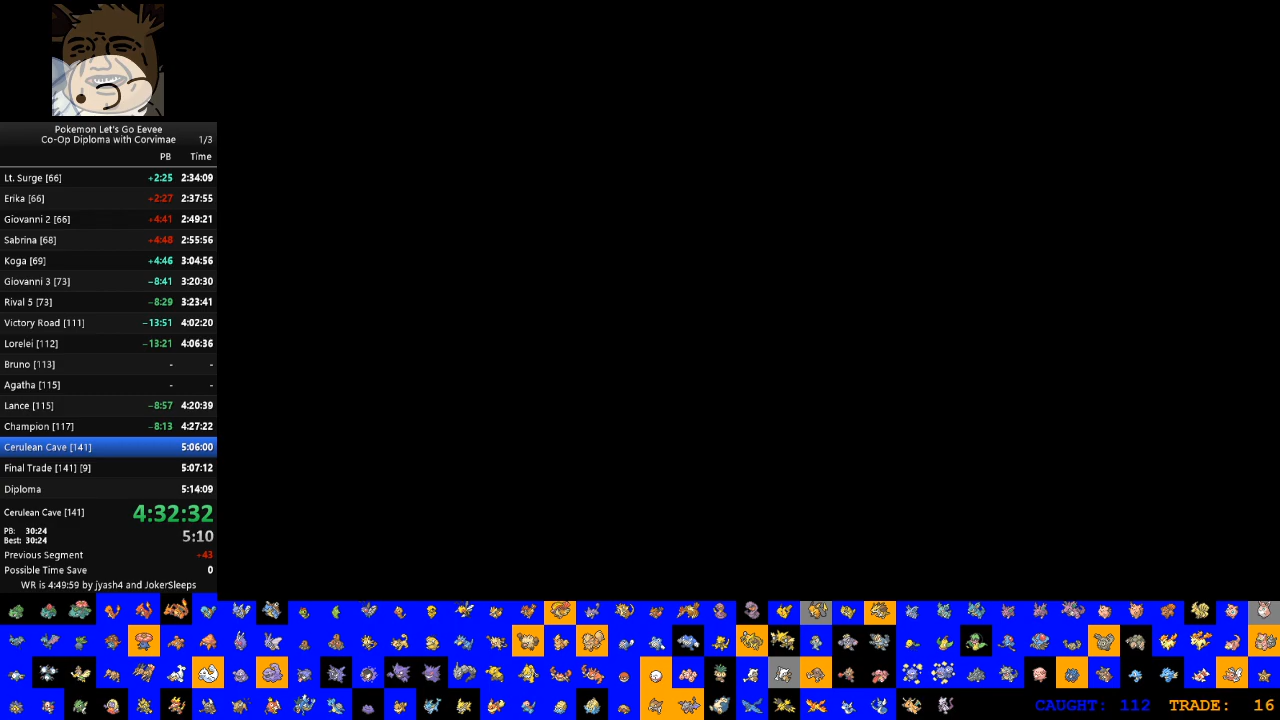 Pokemon Let's Go Eevee
Co-Op Diploma with Corvimae 1/3
PB Time
Lt. Surge [66] +2:25 2:34:09
Erika [66] +2:27 2:37:55
Giovanni 2 [66] +4:41 2:49:21
Sabrina [68] +4:48 2:55:56
Koga [69] +4:46 3:04:56
Giovanni 3 [73] −8:41 3:20:30
Rival 5 [73] −8:29 3:23:41
Victory Road [111] −13:51 4:02:20
Lorelei [112] −13:21 4:06:36
Bruno [113] - -
Agatha [115] - -
Lance [115] −8:57 4:20:39
Champion [117] −8:13 4:27:22
Cerulean Cave [141] 5:06:00
Final Trade [141] [9] 5:07:12
Diploma 5:14:09
Cerulean Cave [141] 4:32:32
PB: 30:24
Best: 30:24 5:10
Previous Segment +43
Possible Time Save 0
WR is 4:49:59 by jyash4 and JokerSleeps
CAUGHT: 112 TRADE: 16